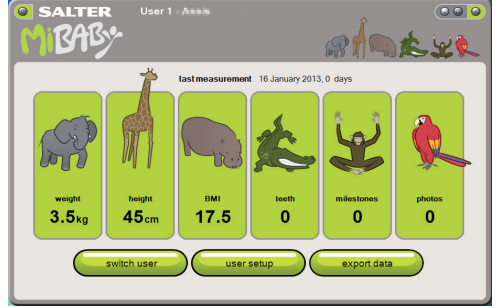 SALTER
User 1
MiBABy
last measurement 16 January 2013, 0 days
weight height BMI teeth milestones photos
3.5kg 45cm 17.5 0 0 0
switch user user setup export data